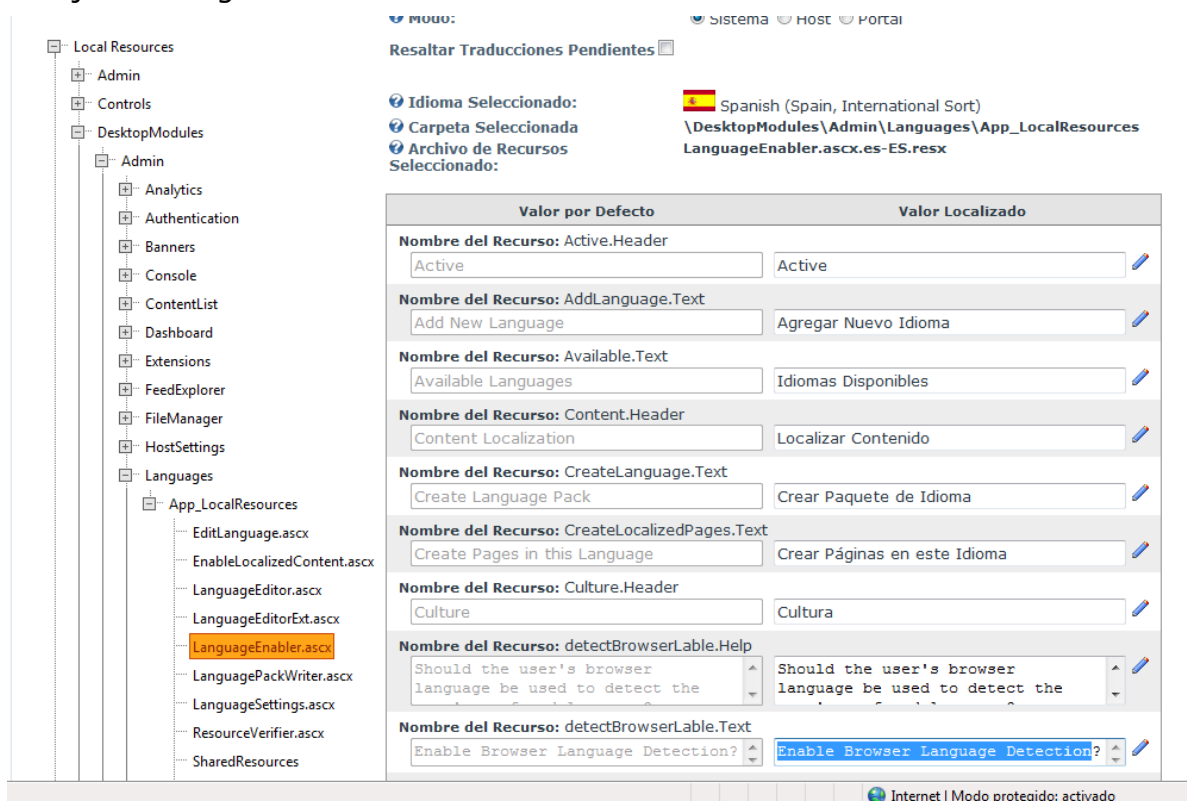 Modo: Sistema Host Portal
Resaltar Traducciones Pendientes
Idioma Seleccionado: Spanish (Spain, International Sort)
Carpeta Seleccionada \DesktopModules\Admin\Languages\App_LocalResources
Archivo de Recursos Seleccionado: LanguageEnabler.ascx.es-ES.resx
Local Resources
Admin
Controls
DesktopModules
Admin
Analytics
Authentication
Banners
Console
ContentList
Dashboard
Extensions
FeedExplorer
FileManager
HostSettings
Languages
App_LocalResources
EditLanguage.ascx
EnableLocalizedContent.ascx
LanguageEditor.ascx
LanguageEditorExt.ascx
LanguageEnabler.ascx
LanguagePackWriter.ascx
LanguageSettings.ascx
ResourceVerifier.ascx
SharedResources
Valor por Defecto Valor Localizado
Nombre del Recurso: Active.Header
Active Active
Nombre del Recurso: AddLanguage.Text
Add New Language Agregar Nuevo Idioma
Nombre del Recurso: Available.Text
Available Languages Idiomas Disponibles
Nombre del Recurso: Content.Header
Content Localization Localizar Contenido
Nombre del Recurso: CreateLanguage.Text
Create Language Pack Crear Paquete de Idioma
Nombre del Recurso: CreateLocalizedPages.Text
Create Pages in this Language Crear Páginas en este Idioma
Nombre del Recurso: Culture.Header
Culture Cultura
Nombre del Recurso: detectBrowserLable.Help
Should the user's browser Should the user's browser
language be used to detect the language be used to detect the
Nombre del Recurso: detectBrowserLable.Text
Enable Browser Language Detection? Enable Browser Language Detection?
Internet | Modo protegido: activado